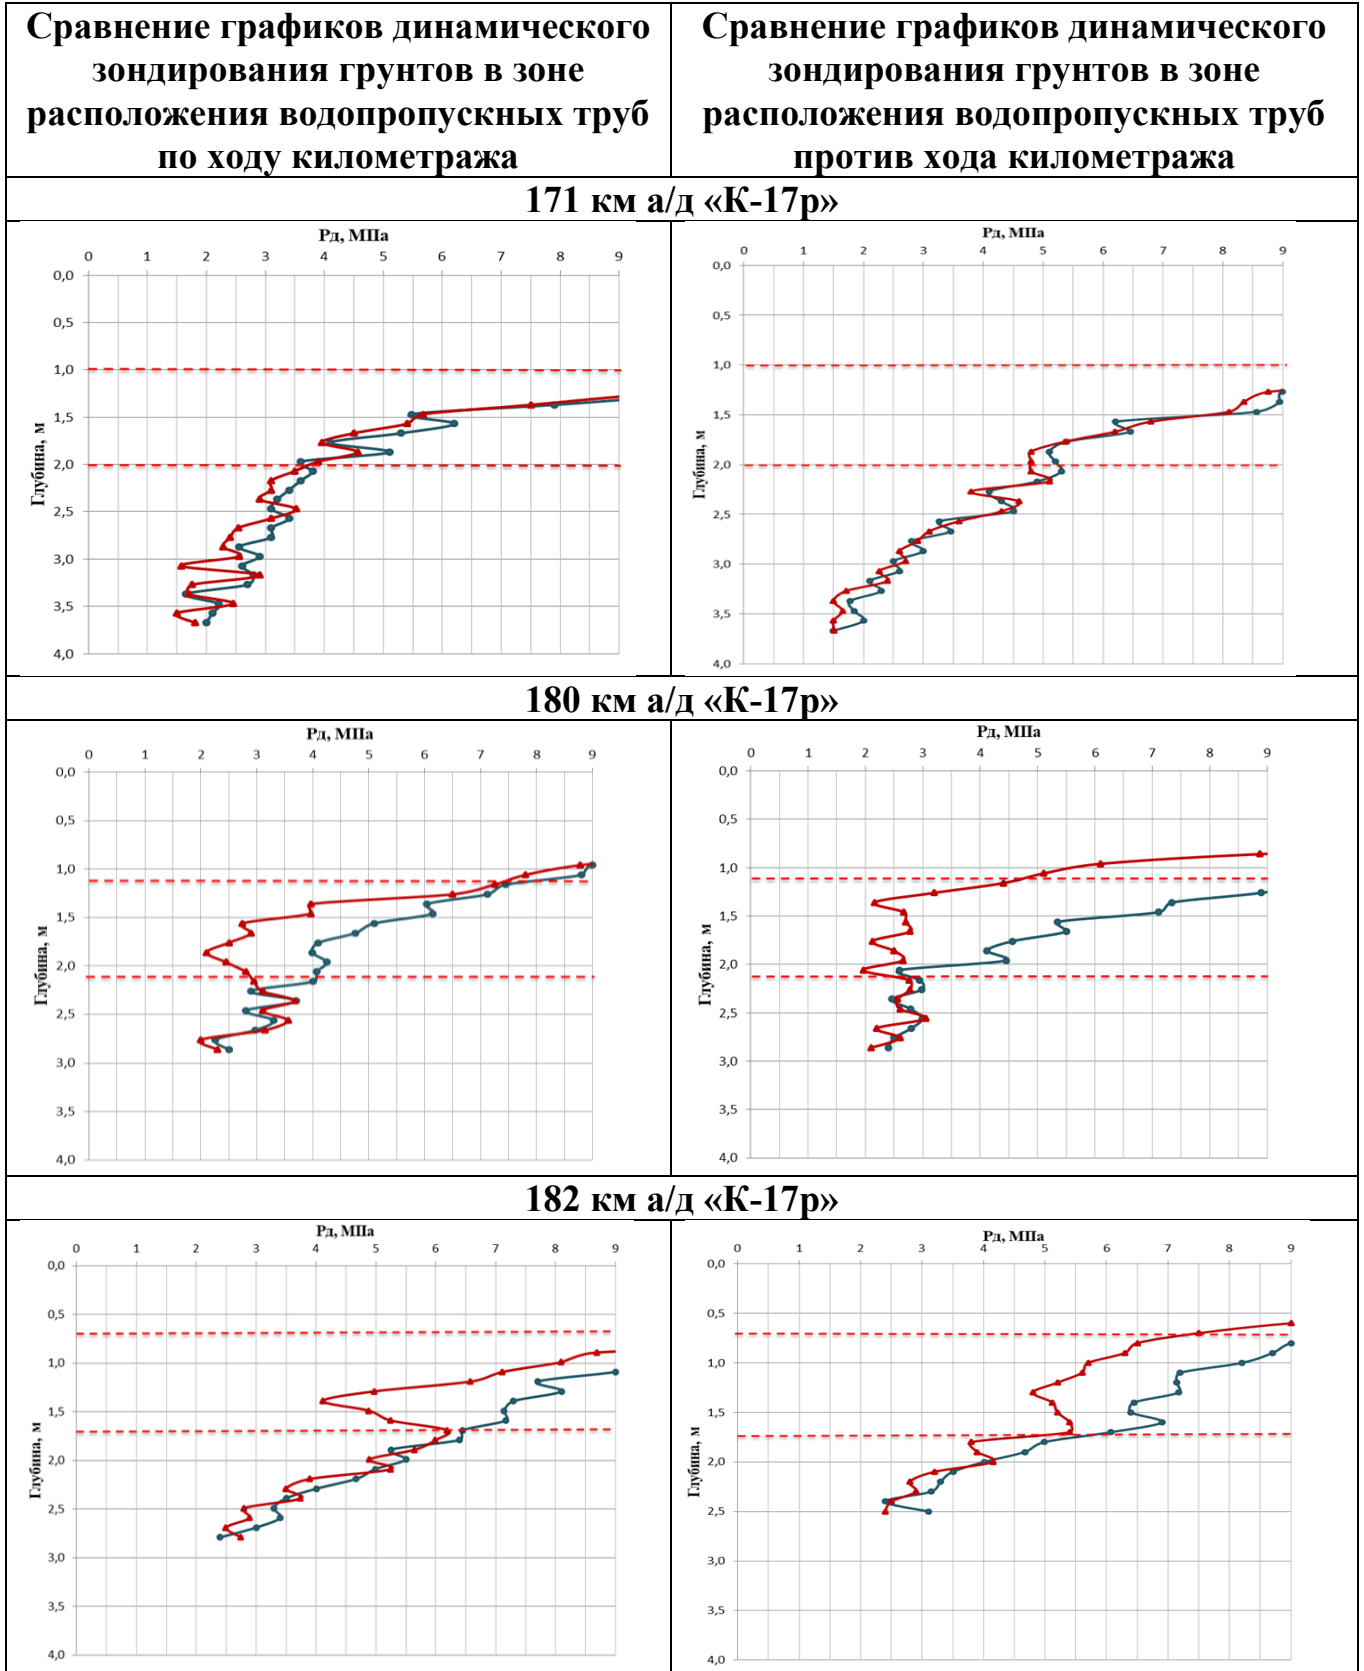 Сравнение графиков динамического
зондирования грунтов в зоне
расположения водопропускных труб
по ходу километража
Сравнение графиков динамического
зондирования грунтов в зоне
расположения водопропускных труб
против хода километража
171 км а/д «К-17р»
Рд, МПа
0 1 2 3 4 5 6 7 8 9
0,0
0,5
1,0
1,5
2,0
2,5
3,0
3,5
4,0
Глубина, м
Рд, МПа
0 1 2 3 4 5 6 7 8 9
0,0
0,5
1,0
1,5
2,0
2,5
3,0
3,5
4,0
Глубина, м
180 км а/д «К-17р»
Рд, МПа
0 1 2 3 4 5 6 7 8 9
0,0
0,5
1,0
1,5
2,0
2,5
3,0
3,5
4,0
Глубина, м
Рд, МПа
0 1 2 3 4 5 6 7 8 9
0,0
0,5
1,0
1,5
2,0
2,5
3,0
3,5
4,0
Глубина, м
182 км а/д «К-17р»
Рд, МПа
0 1 2 3 4 5 6 7 8 9
0,0
0,5
1,0
1,5
2,0
2,5
3,0
3,5
4,0
Глубина, м
Рд, МПа
0 1 2 3 4 5 6 7 8 9
0,0
0,5
1,0
1,5
2,0
2,5
3,0
3,5
4,0
Глубина, м